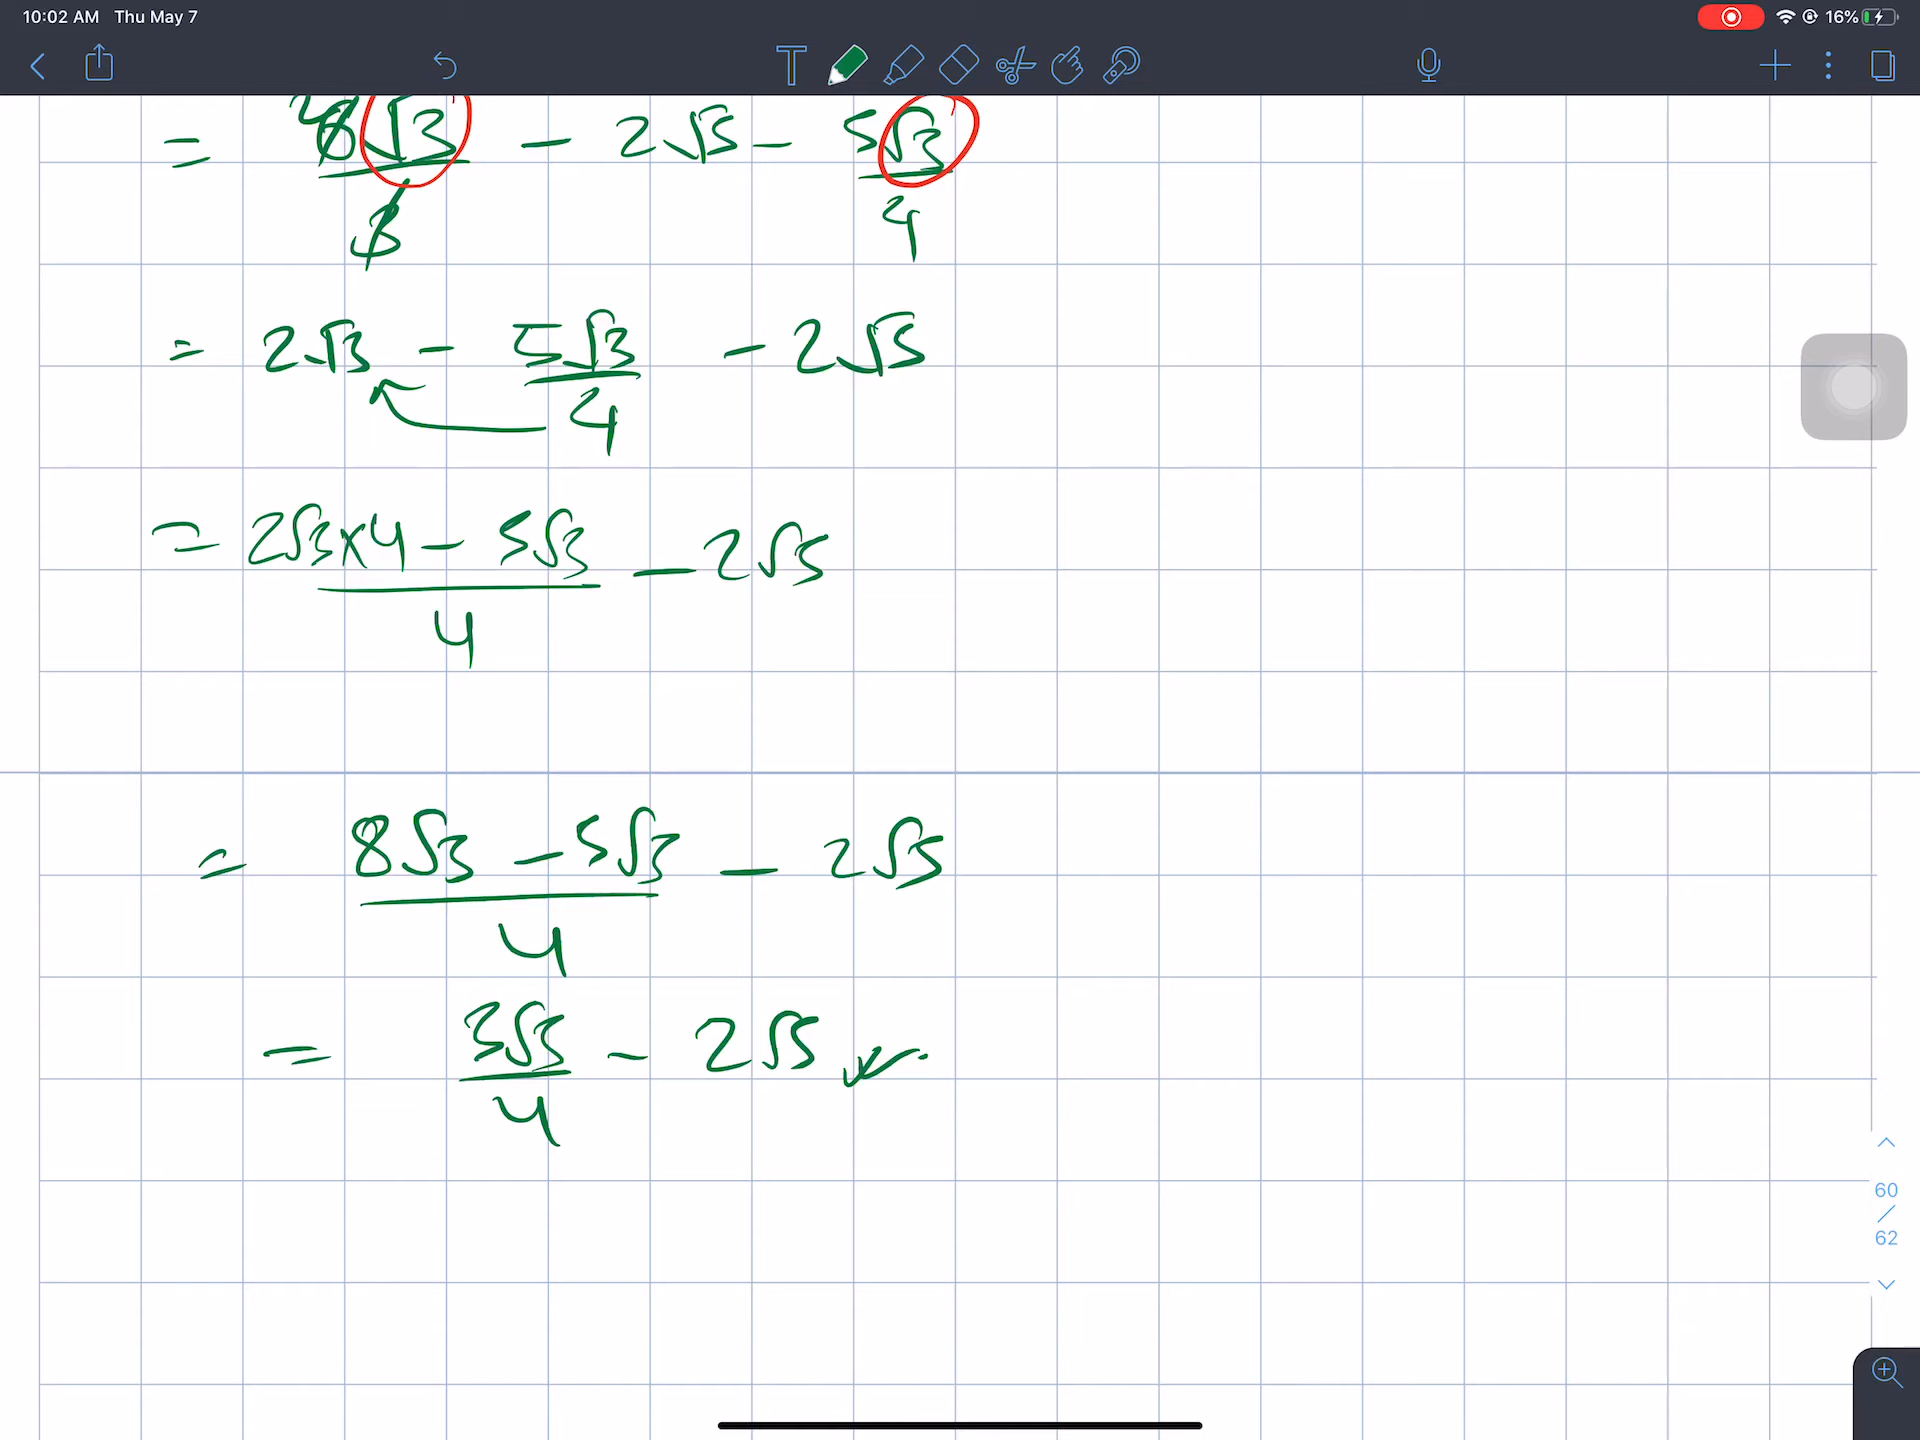 10:02 AM Thu May 7 16%
T
= 6√3/3 - 2√5 - 5√3/4
= 2√3 - 5√3/4 - 2√5
= 2√3×4 - 5√3/4 - 2√5
= 8√3 - 5√3/4 - 2√5
= 3√3/4 - 2√5
60
/
62